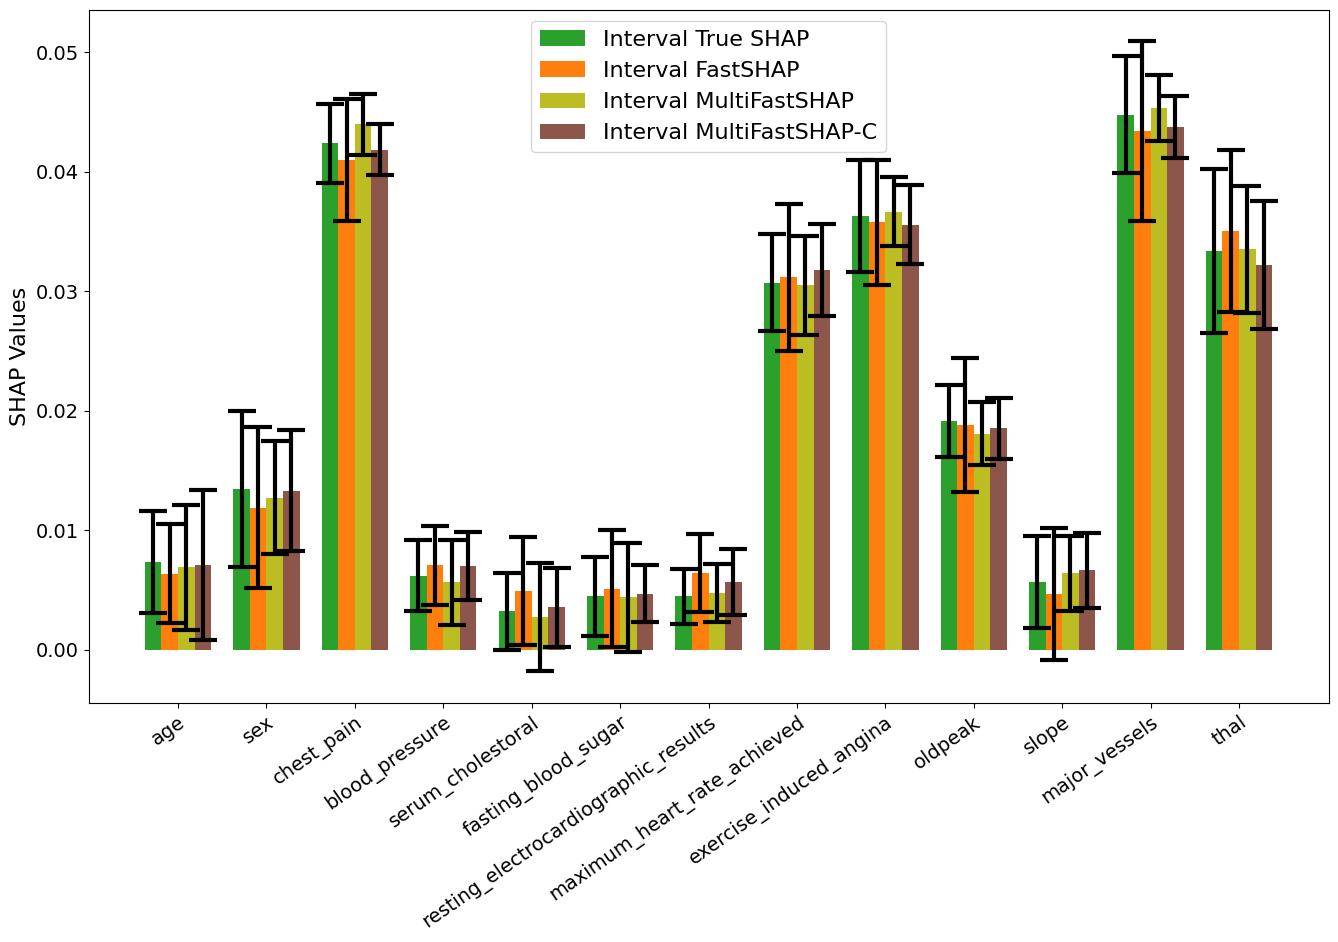 Interval True SHAP
Interval FastSHAP
Interval MultiFastSHAP
Interval MultiFastSHAP-C
SHAP Values
0.05
0.04
0.03
0.02
0.01
0.00
age
sex
chest_pain
blood_pressure
serum_cholestoral
fasting_blood_sugar
resting_electrocardiographic_results
maximum_heart_rate_achieved
exercise_induced_angina
oldpeak
slope
major_vessels
thal